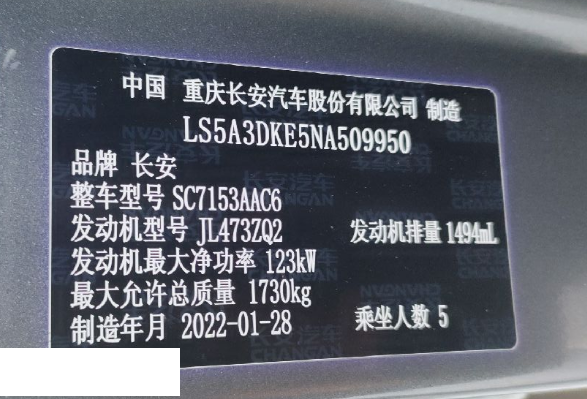 中国 重庆长安汽车股份有限公司 制造
LS5A3DKE5NA509950
品牌 长安
整车型号 SC7153AAC6
发动机型号 JL473ZQ2 发动机排量 1494mL
发动机最大净功率 123kW
最大允许总质量 1730kg
制造年月 2022-01-28 乘坐人数 5